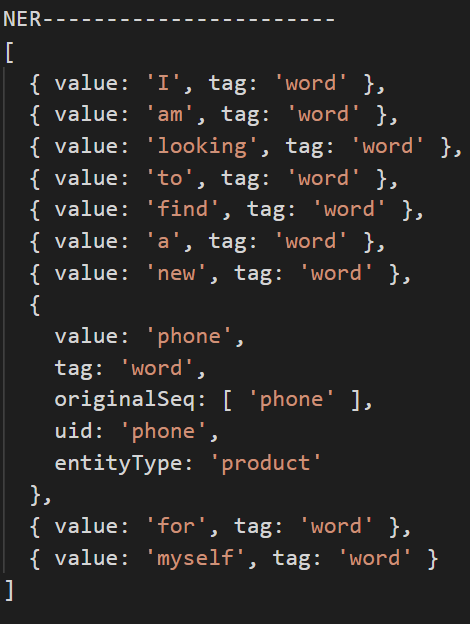 NER-----------------------
[
  { value: 'I', tag: 'word' },
  { value: 'am', tag: 'word' },
  { value: 'looking', tag: 'word' },
  { value: 'to', tag: 'word' },
  { value: 'find', tag: 'word' },
  { value: 'a', tag: 'word' },
  { value: 'new', tag: 'word' },
  {
    value: 'phone',
    tag: 'word',
    originalSeq: [ 'phone' ],
    uid: 'phone',
    entityType: 'product'
  },
  { value: 'for', tag: 'word' },
  { value: 'myself', tag: 'word' }
]